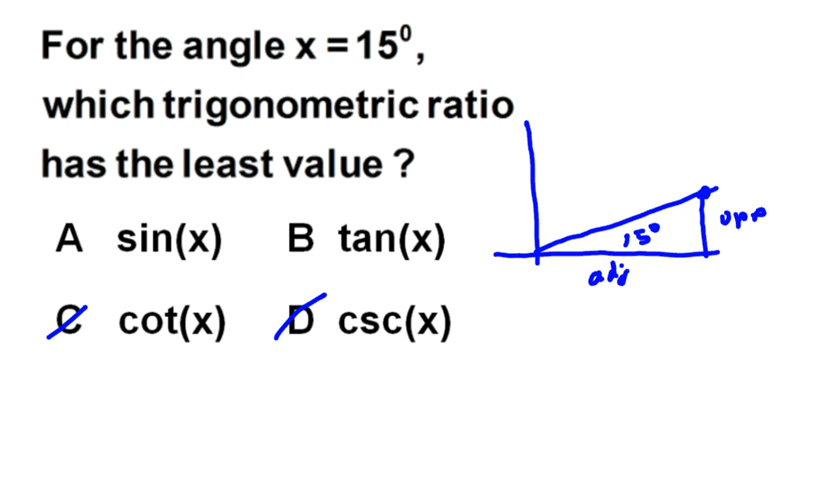 For the angle x = 15⁰,
which trigonometric ratio
has the least value ?
A sin(x) B tan(x)
C cot(x) D csc(x)
15°
opp
adj